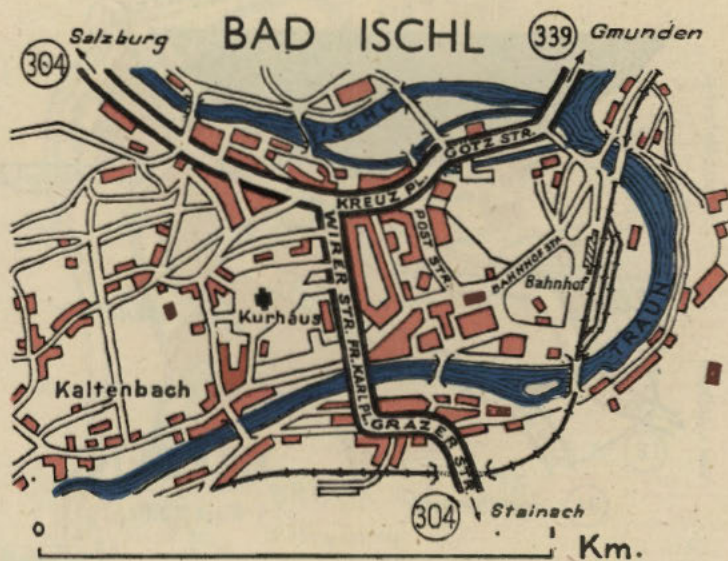 BAD ISCHL
Salzburg
304
339
Gmunden
ISCHL
GÖTZ STR.
KREUZ PL.
WIRER STR.
POST STR.
BAHNHOF STR.
Bahnhof
Kurhaus
TRAUN
FR. KARL PL.
Kaltenbach
GRAZER STR.
304
Stainach
0
1
Km.